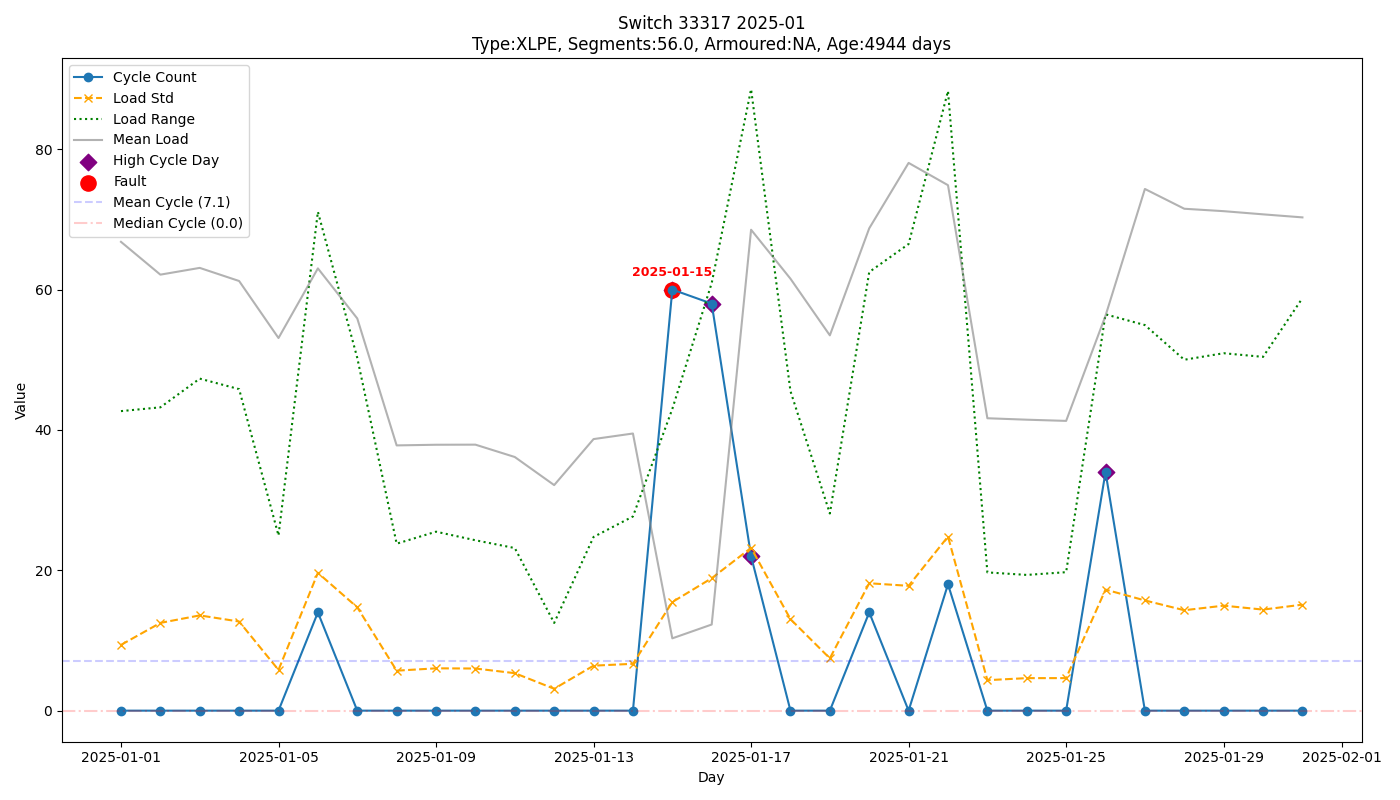 Switch 33317 2025-01
Type:XLPE, Segments:56.0, Armoured:NA, Age:4944 days
Cycle Count
Load Std
Load Range
Mean Load
High Cycle Day
Fault
Mean Cycle (7.1)
Median Cycle (0.0)
2025-01-15
Value
80
60
40
20
0
2025-01-01
2025-01-05
2025-01-09
2025-01-13
2025-01-17
2025-01-21
2025-01-25
2025-01-29
2025-02-01
Day